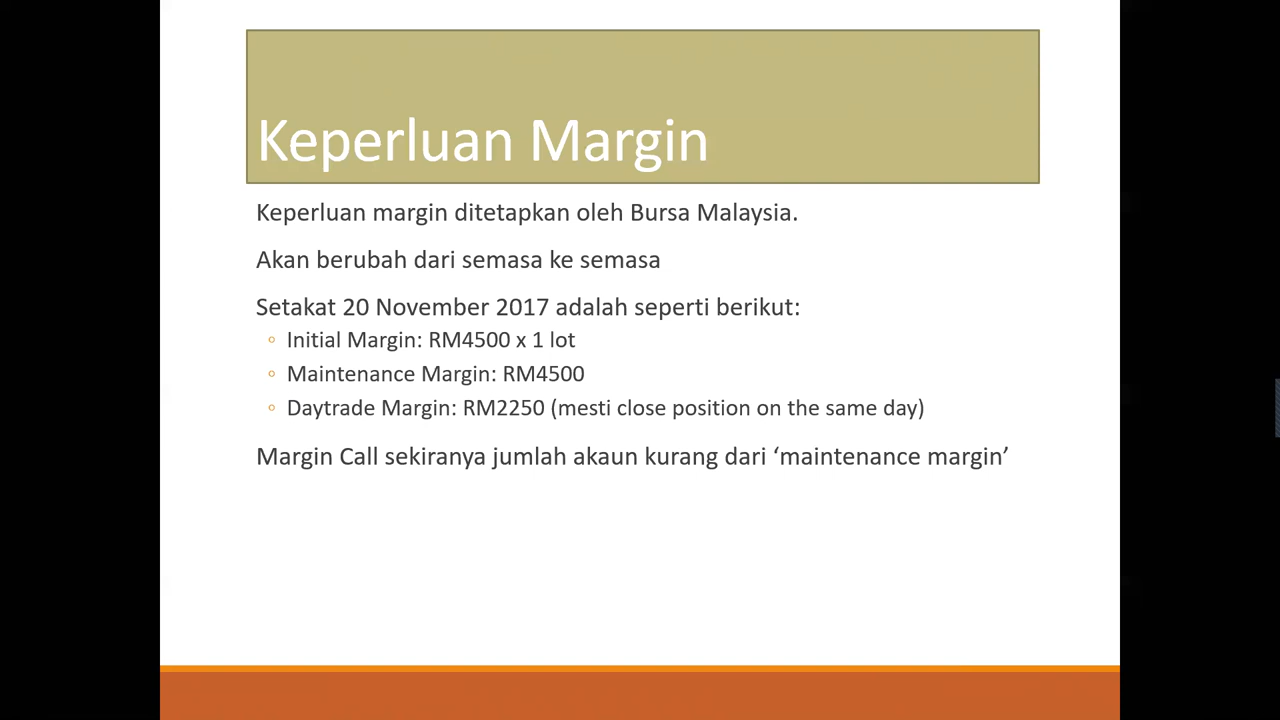 Keperluan Margin
Keperluan margin ditetapkan oleh Bursa Malaysia.
Akan berubah dari semasa ke semasa
Setakat 20 November 2017 adalah seperti berikut:
◦ Initial Margin: RM4500 x 1 lot
◦ Maintenance Margin: RM4500
◦ Daytrade Margin: RM2250 (mesti close position on the same day)
Margin Call sekiranya jumlah akaun kurang dari ‘maintenance margin’